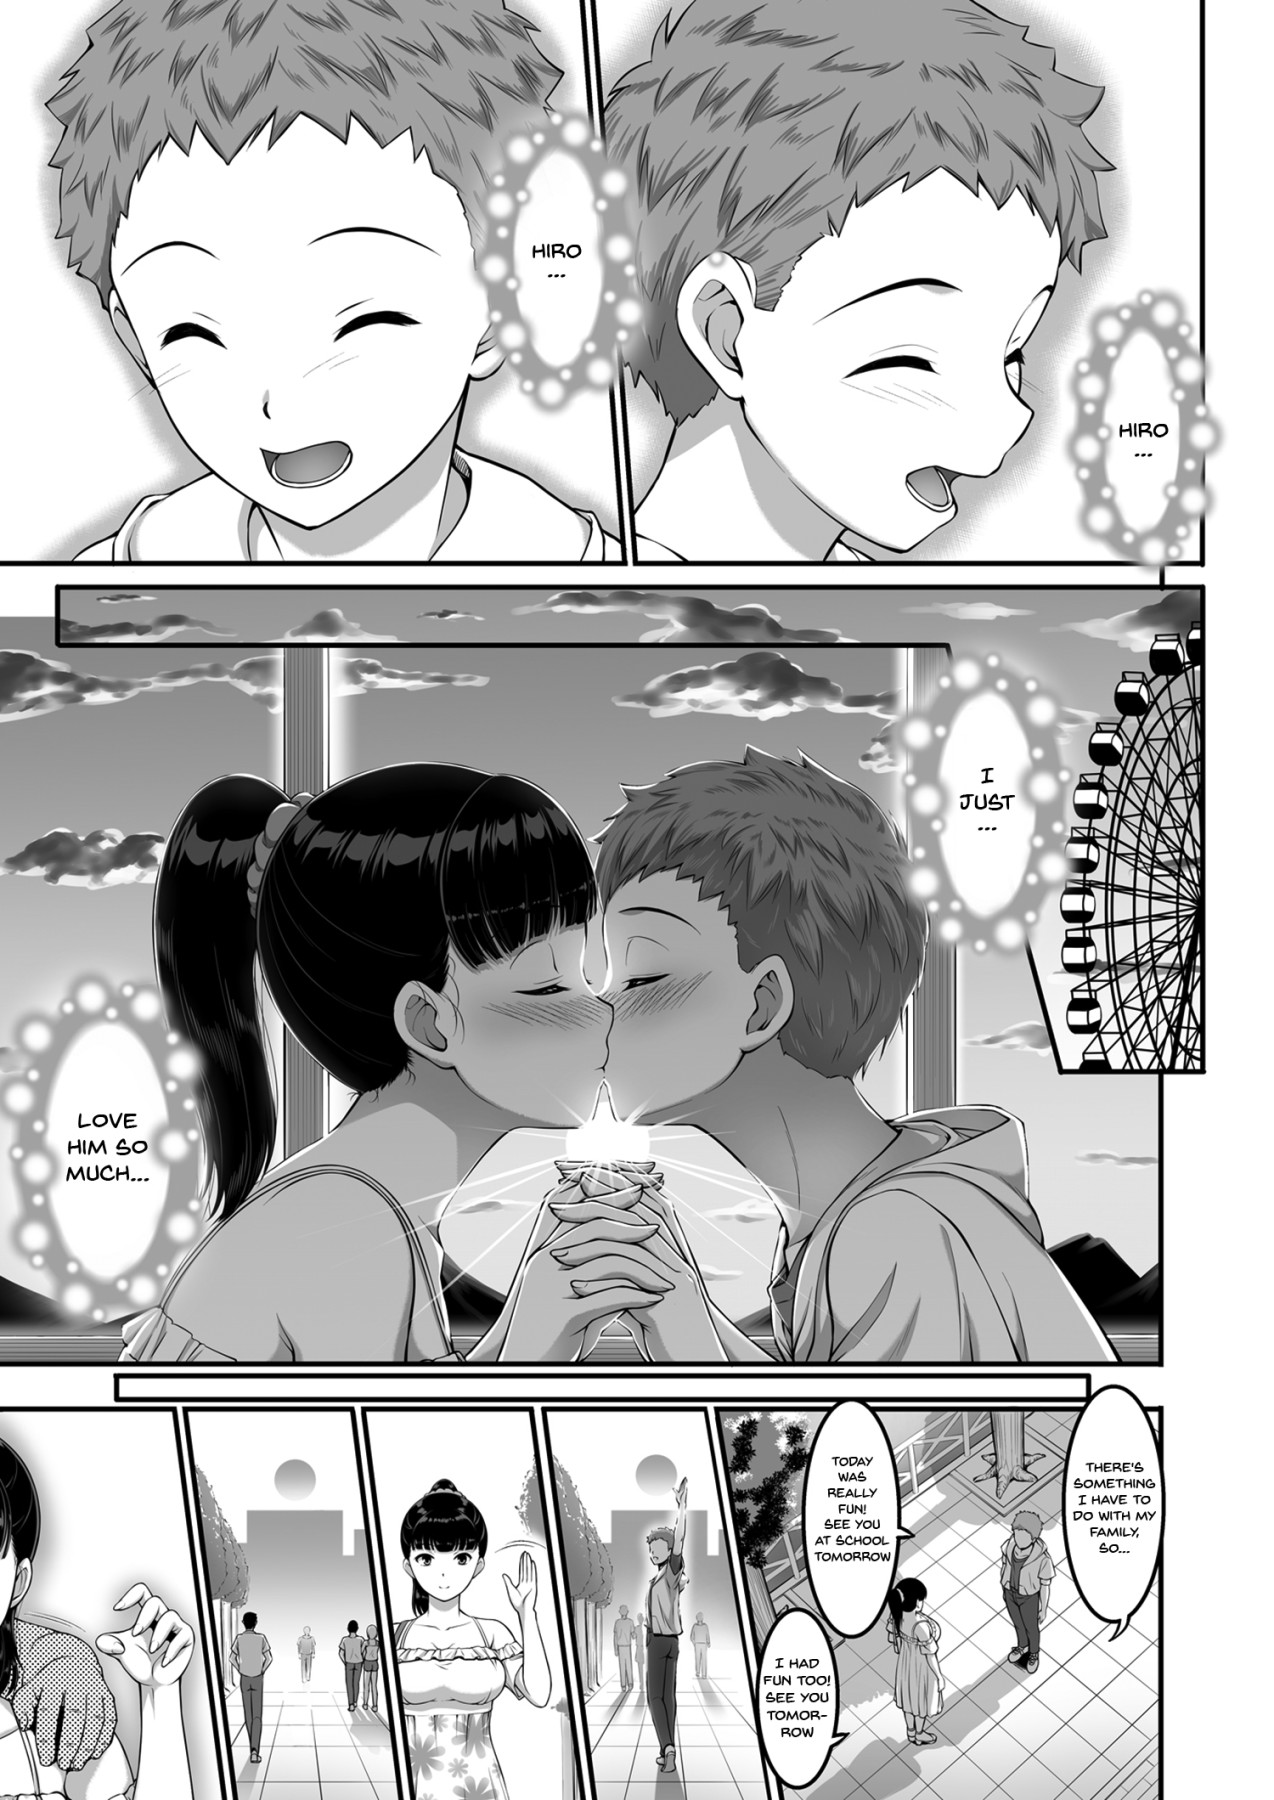 HIRO
...
HIRO
...
I
JUST
...
LOVE
HIM SO
MUCH...
THERE'S
SOMETHING
I HAVE TO
DO WITH MY
FAMILY,
SO...
TODAY
WAS
REALLY
FUN!
SEE YOU
AT SCHOOL
TOMORROW
I HAD
FUN TOO!
SEE YOU
TOMOR-
ROW